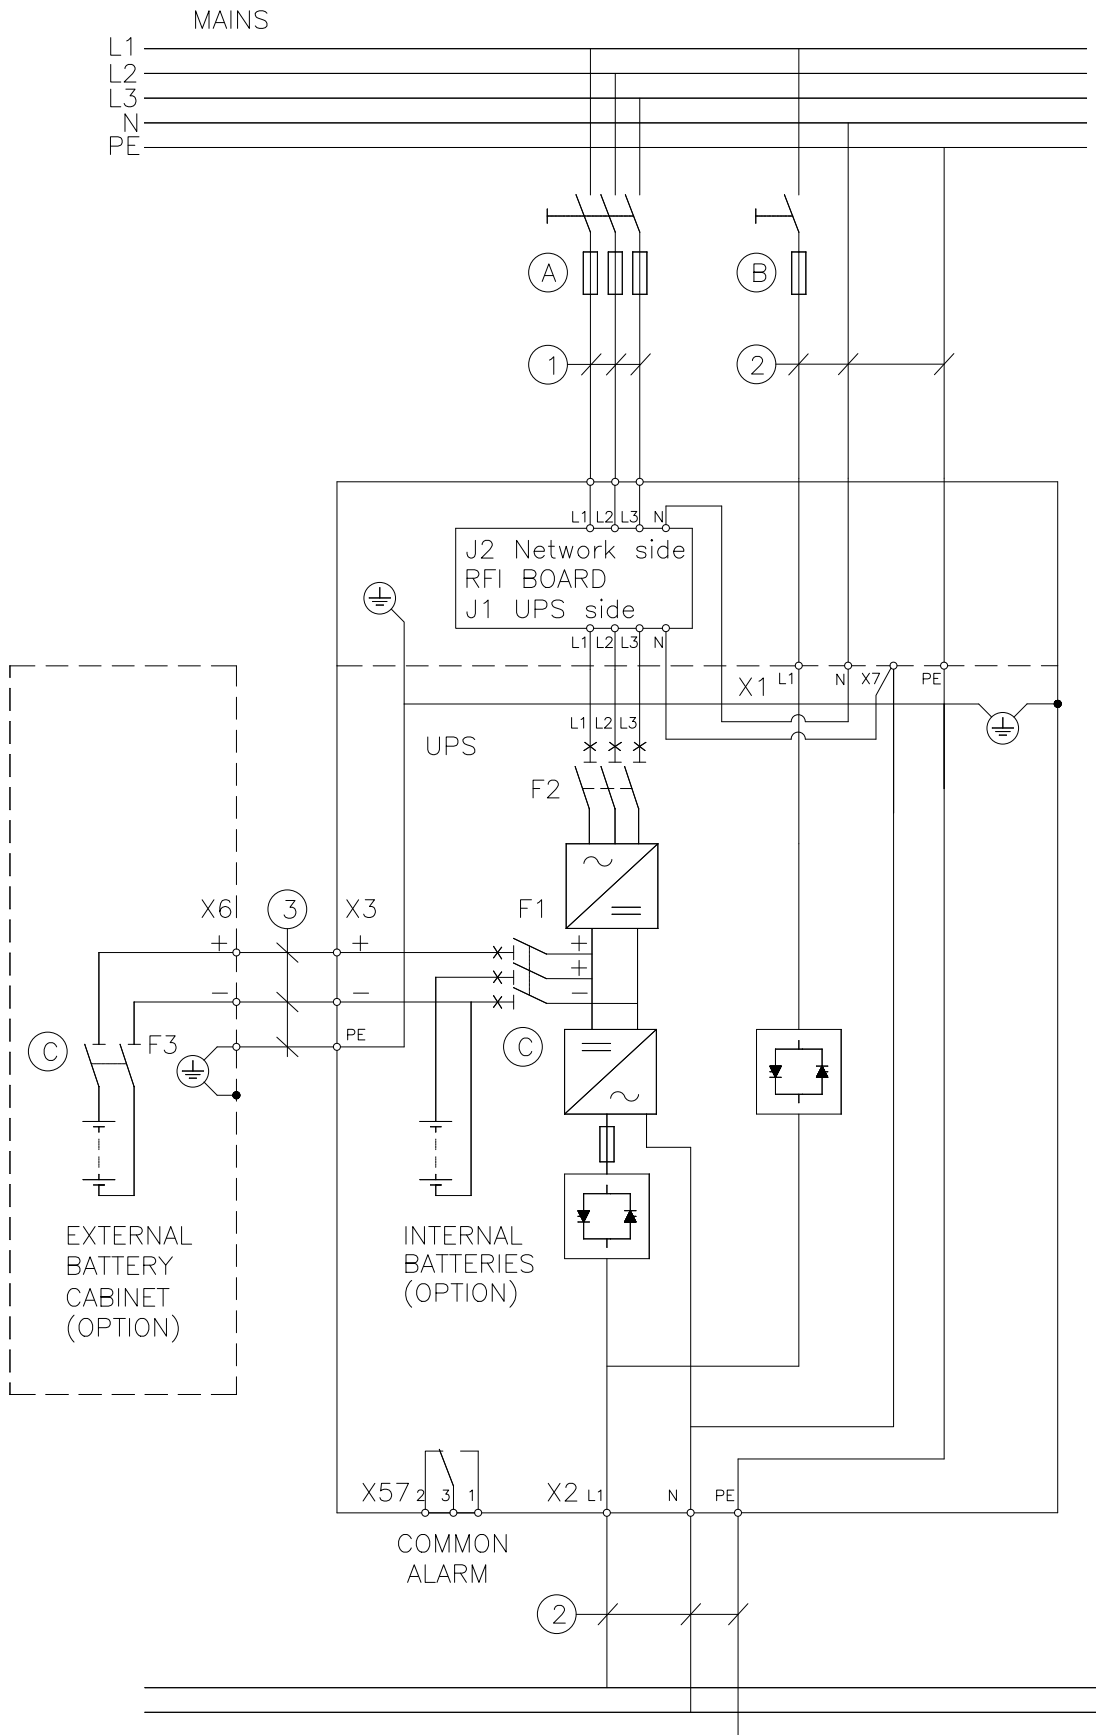 MAINS
L1
L2
L3
N
PE
A
B
1
2
L1 L2 L3 N
J2 Network side
RFI BOARD
J1 UPS side
L1 L2 L3 N
X1 L1 N X7 PE
L1 L2 L3
UPS
F2
X6 3 X3 F1
+ + +
+
− − −
PE
C F3 C
EXTERNAL
BATTERY
CABINET
(OPTION)
INTERNAL
BATTERIES
(OPTION)
X57 2 3 1 X2 L1 N PE
COMMON
ALARM
2